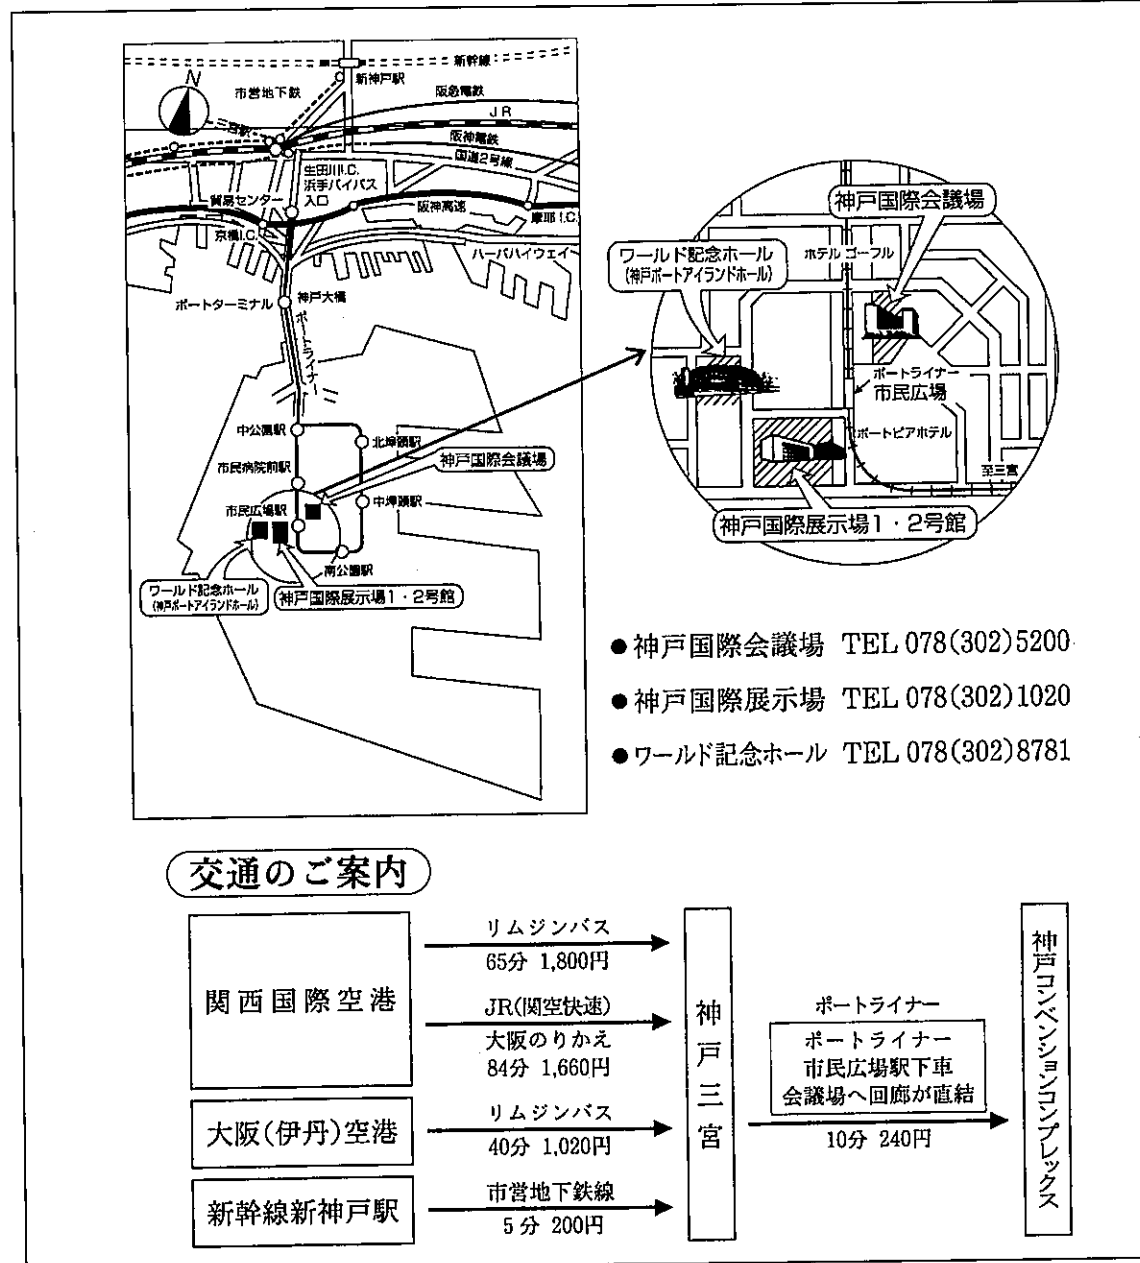 新幹線
新神戸駅
市営地下鉄
阪急電鉄
N
JR
三宮駅
阪神電鉄
国道2号線
生田川I.C.
浜手バイパス
入口
貿易センター
阪神高速
摩耶I.C.
京橋I.C.
ハーバハイウェイ
ポートターミナル
神戸大橋
ポートライナー
中公園駅
北埠頭駅
市民病院前駅
神戸国際会議場
中埠頭駅
市民広場駅
南公園駅
ワールド記念ホール
(神戸ポートアイランドホール)
神戸国際展示場1・2号館
神戸国際会議場
ワールド記念ホール
(神戸ポートアイランドホール)
ホテル ゴーフル
ポートライナー
市民広場
ポートピアホテル
至三宮
神戸国際展示場1・2号館
●神戸国際会議場 TEL 078(302)5200
●神戸国際展示場 TEL 078(302)1020
●ワールド記念ホール TEL 078(302)8781
交通のご案内
関西国際空港
リムジンバス
65分 1,800円
JR(関空快速)
大阪のりかえ
84分 1,660円
大阪(伊丹)空港
リムジンバス
40分 1,020円
新幹線新神戸駅
市営地下鉄線
5分 200円
神戸三宮
ポートライナー
ポートライナー
市民広場駅下車
会議場へ回廊が直結
10分 240円
神戸コンベンションコンプレックス